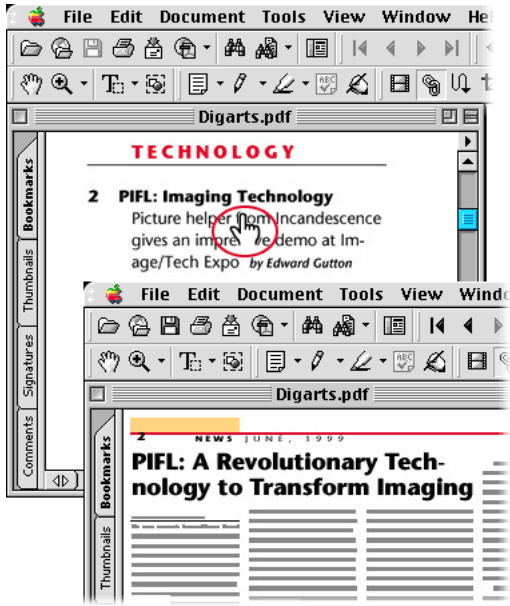 File Edit Document Tools View Window He
Digarts.pdf
Bookmarks
Thumbnails
Signatures
Comments
TECHNOLOGY
2 PIFL: Imaging Technology
Picture helper from Incandescence
gives an impre ve demo at Im-
age/Tech Expo by Edward Gutton
File Edit Document Tools View Windo
Digarts.pdf
Bookmarks
Thumbnails
2 NEWS JUNE, 1999
PIFL: A Revolutionary Tech-
nology to Transform Imaging